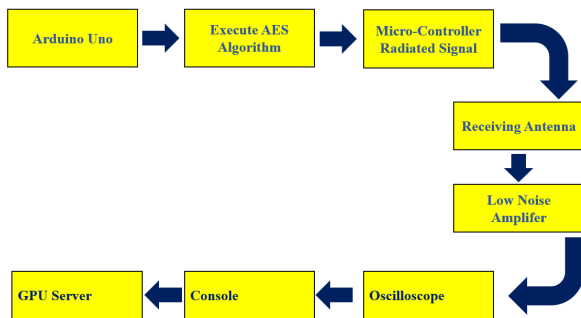 Arduino Uno
Execute AES
Algorithm
Micro-Controller
Radiated Signal
Receiving Antenna
Low Noise
Amplifer
Oscilloscope
Console
GPU Server